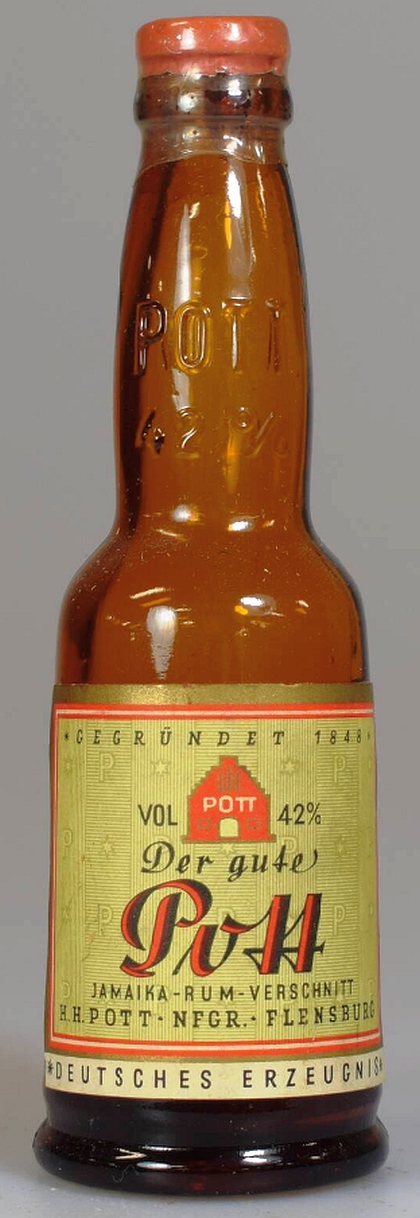 POTT
42%
*GEGRÜNDET 1848*
POTT
VOL 42%
Der gute
Pott
JAMAIKA-RUM-VERSCHNITT
H.H.POTT·NFGR.·FLENSBURG
*DEUTSCHES ERZEUGNIS*